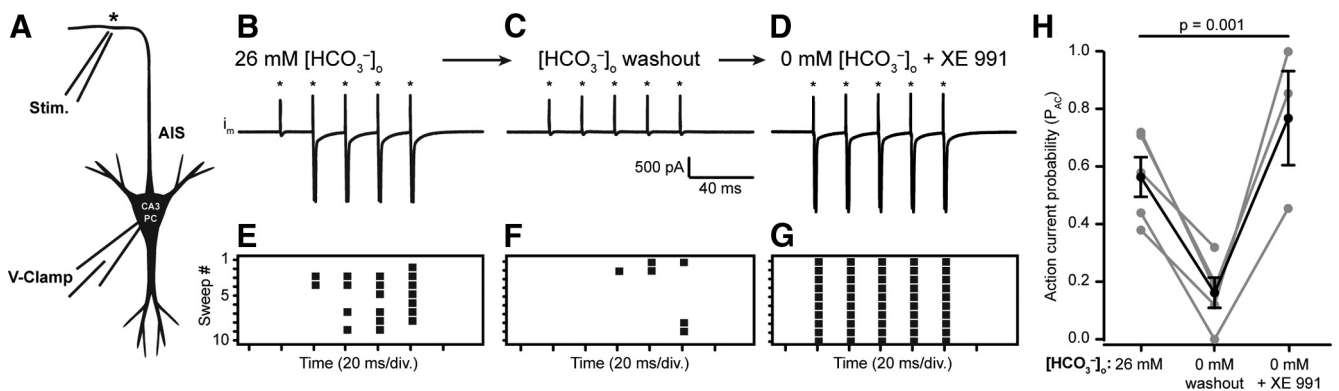 A
*
Stim.
AIS
CA3
PC
V-Clamp
B
26 mM [HCO₃⁻]ₒ
* * * * *
iₘ
C
[HCO₃⁻]ₒ washout
* * * * *
500 pA
40 ms
D
0 mM [HCO₃⁻]ₒ + XE 991
* * * * *
E
Sweep #
1
5
10
Time (20 ms/div.)
F
Time (20 ms/div.)
G
Time (20 ms/div.)
H
p = 0.001
Action current probability (P_AC)
1.0
0.8
0.6
0.4
0.2
0.0
[HCO₃⁻]ₒ: 26 mM 0 mM 0 mM
washout + XE 991